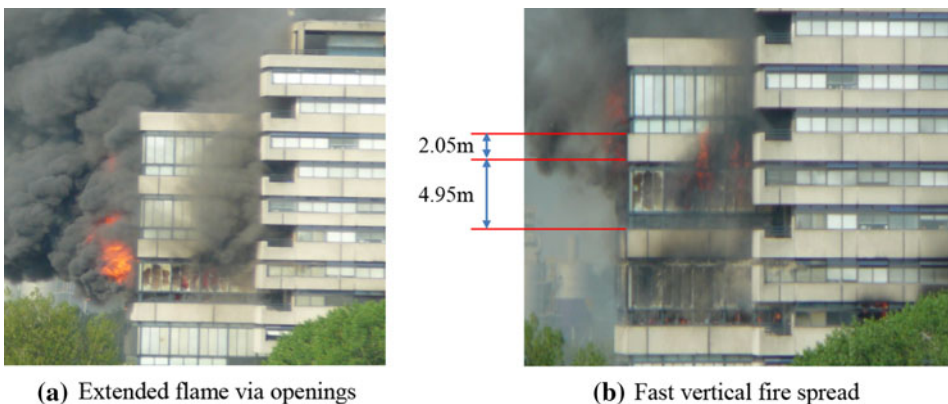 2.05m
4.95m
(a) Extended flame via openings
(b) Fast vertical fire spread